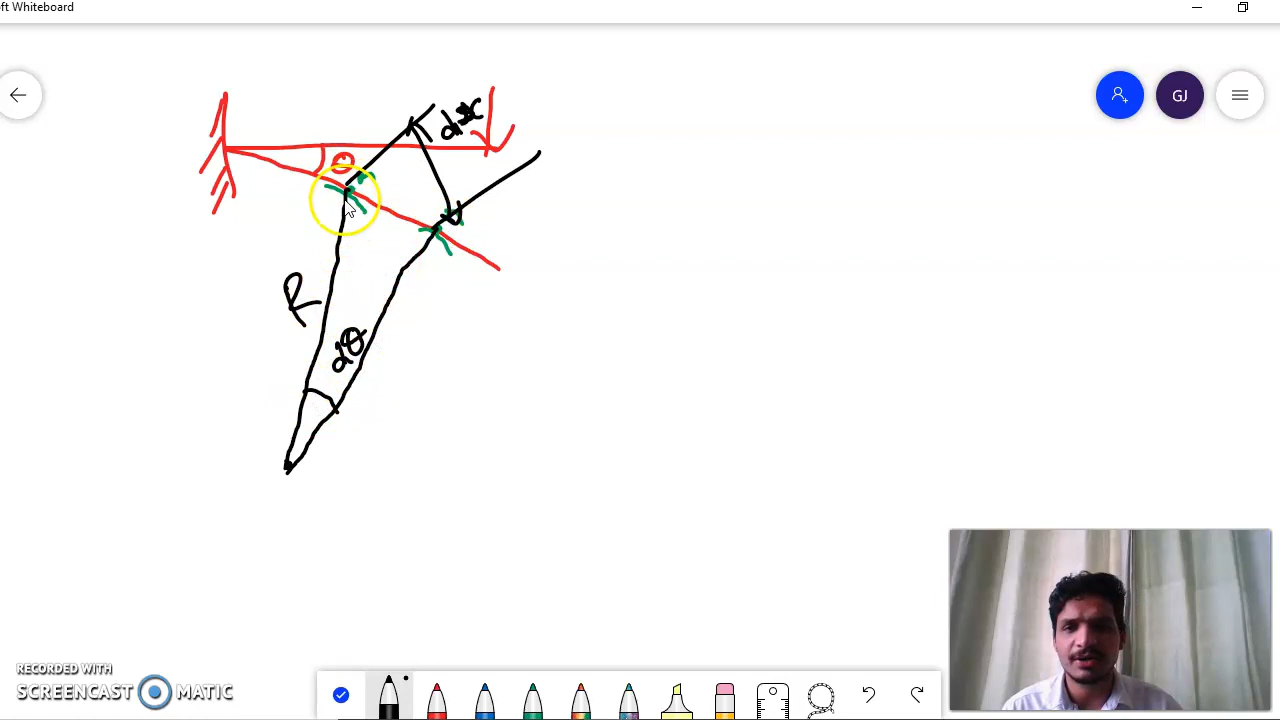 ft Whiteboard
GJ
dx
θ
R
dθ
RECORDED WITH
SCREENCAST MATIC